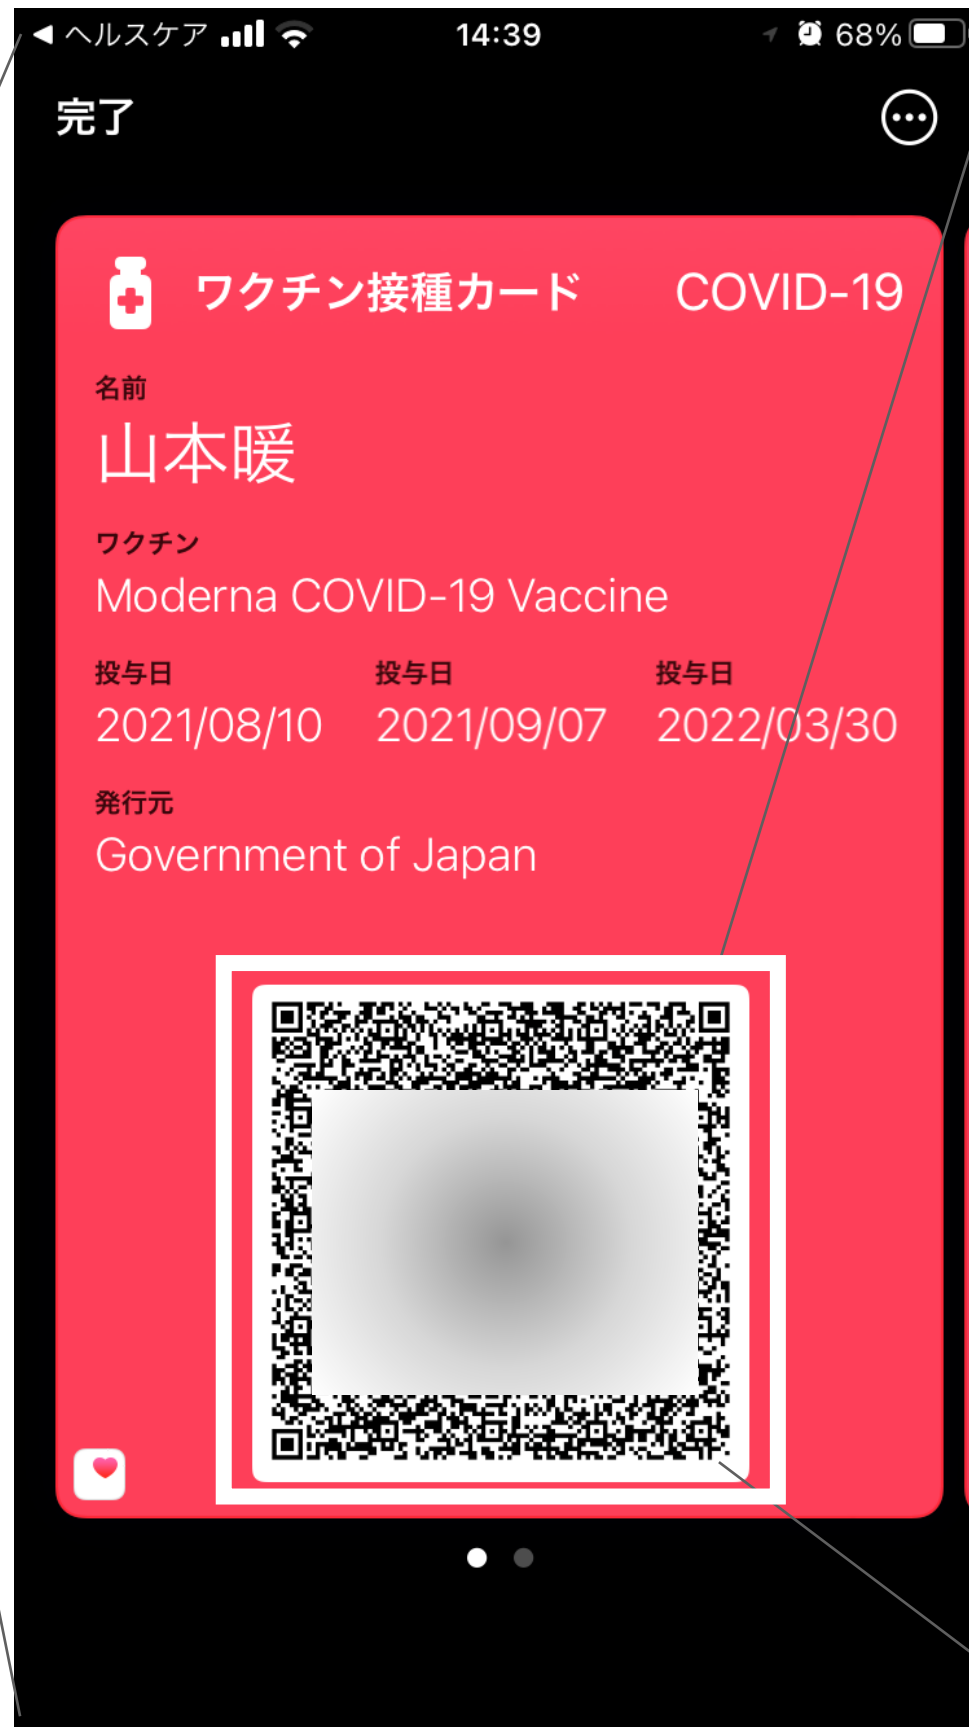 ◀ ヘルスケア 14:39 68%
完了
ワクチン接種カード COVID-19
名前
山本暖
ワクチン
Moderna COVID-19 Vaccine
投与日 投与日 投与日
2021/08/10 2021/09/07 2022/03/30
発行元
Government of Japan